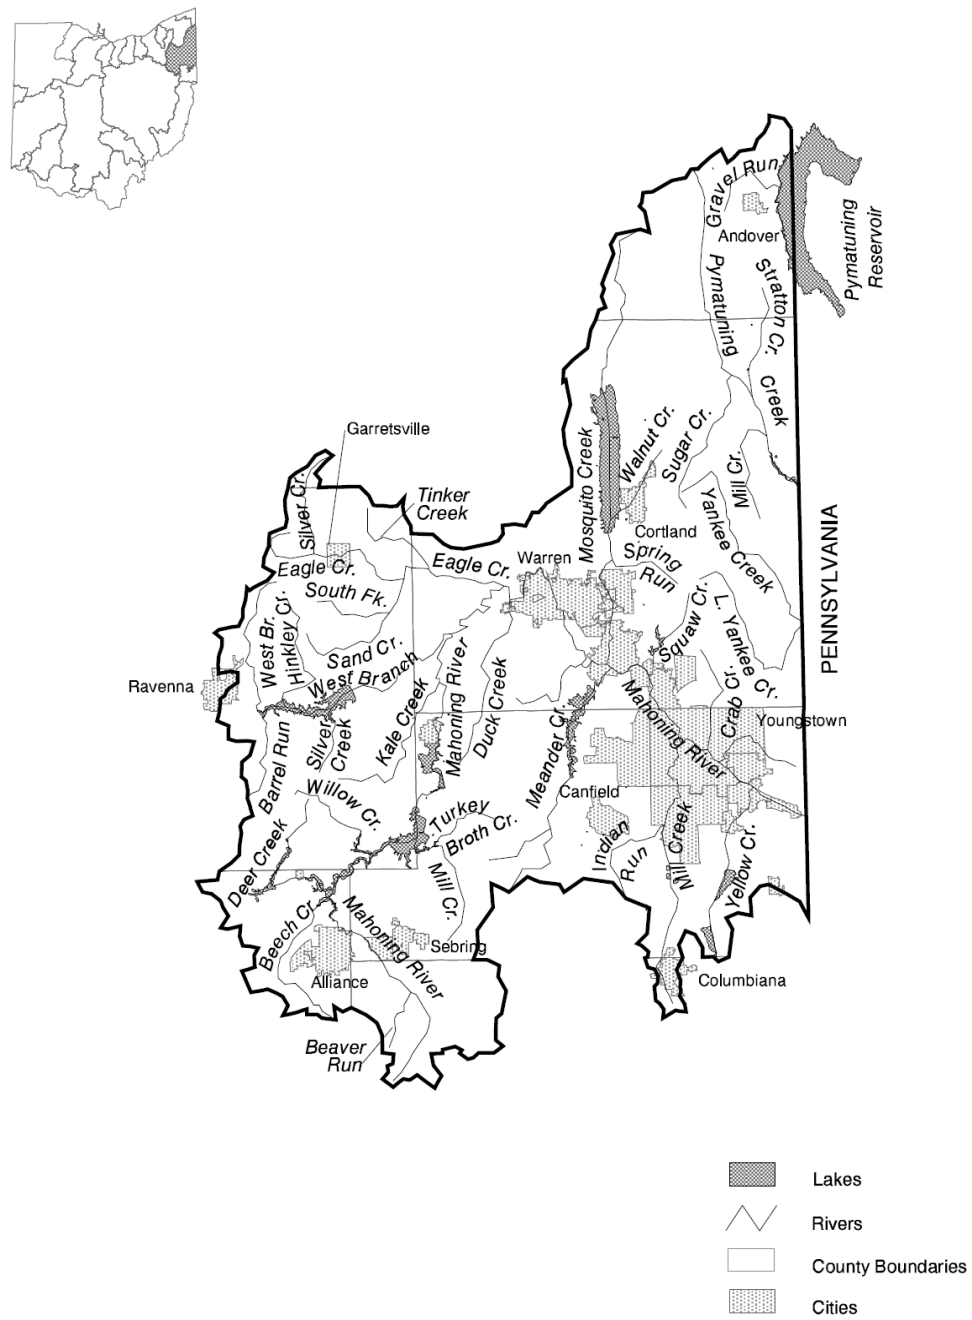 Gravel Run
Andover
Pymatuning
Reservoir
Pymatuning
Stratton Cr.
Creek
Garretsville
Walnut Cr.
Sugar Cr.
Mosquito Creek
Mill Cr.
Silver Cr.
Tinker
Creek
Yankee Creek
Cortland
PENNSYLVANIA
Warren
Spring
Run
Eagle Cr.
Eagle Cr.
South Fk.
West Br.
Hinkley Cr.
Squaw Cr.
L. Yankee Cr.
Sand Cr.
West Branch
Ravenna
Mahoning River
Duck Creek
Kale Creek
Crab Cr.
Mahoning River
Youngstown
Barrel Run
Silver
Creek
Meander Cr.
Canfield
Willow Cr.
Turkey
Broth Cr.
Indian
Run
Mill Creek
Yellow Cr.
Deer Creek
Mill Cr.
Beech Cr.
Mahoning River
Sebring
Alliance
Columbiana
Beaver
Run
Lakes
Rivers
County Boundaries
Cities